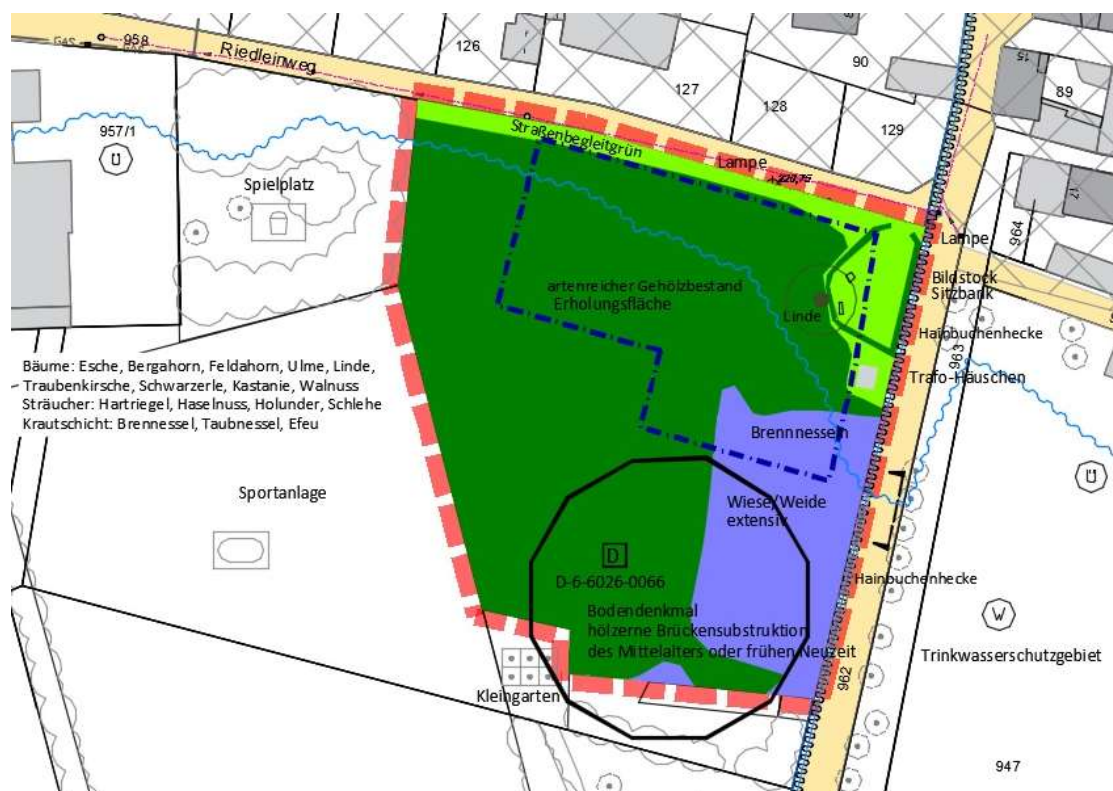 GAS
958
Riedleinweg
126
127
128
90
129
15
89
17
964
957/1
Ü
Spielplatz
Straßenbegleitgrün
Lampe
Lampe
Bildstock
Sitzbank
artenreicher Gehölzbestand
Erholungsfläche
Linde
Hainbuchenhecke
963
Trafo-Häuschen
Bäume: Esche, Bergahorn, Feldahorn, Ulme, Linde,
Traubenkirsche, Schwarzerle, Kastanie, Walnuss
Sträucher: Hartriegel, Haselnuss, Holunder, Schlehe
Krautschicht: Brennessel, Taubnessel, Efeu
Brennnesseln
Ü
Sportanlage
Wiese/Weide
extensiv
D
D-6-6026-0066
Hainbuchenhecke
Bodendenkmal
hölzerne Brückensubstruktion
des Mittelalters oder frühen Neuzeit
W
Trinkwasserschutzgebiet
962
Kleingarten
947